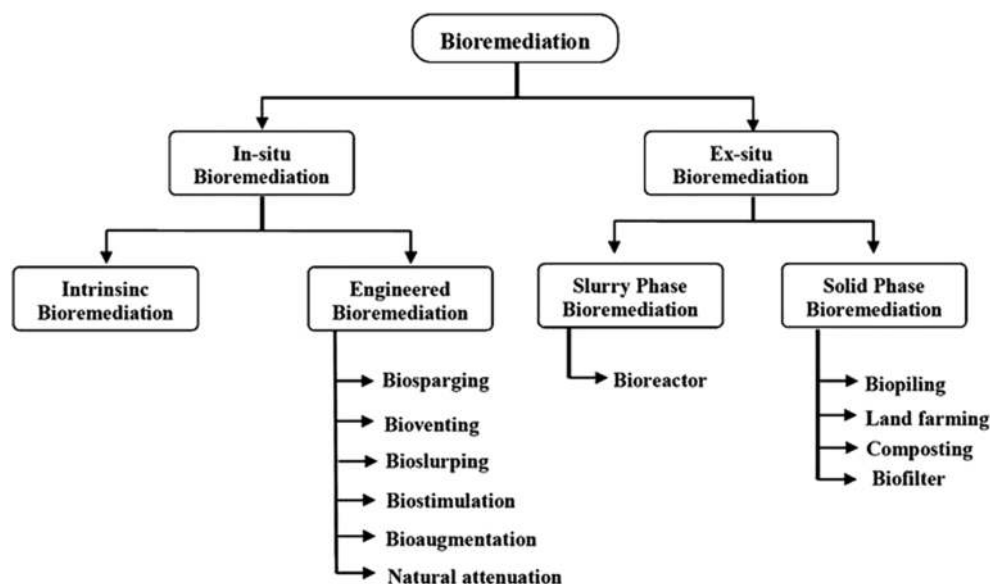 Bioremediation
In-situ
Bioremediation
Ex-situ
Bioremediation
Intrinsinc
Bioremediation
Engineered
Bioremediation
Slurry Phase
Bioremediation
Solid Phase
Bioremediation
Biosparging
Bioventing
Bioslurping
Biostimulation
Bioaugmentation
Natural attenuation
Bioreactor
Biopiling
Land farming
Composting
Biofilter